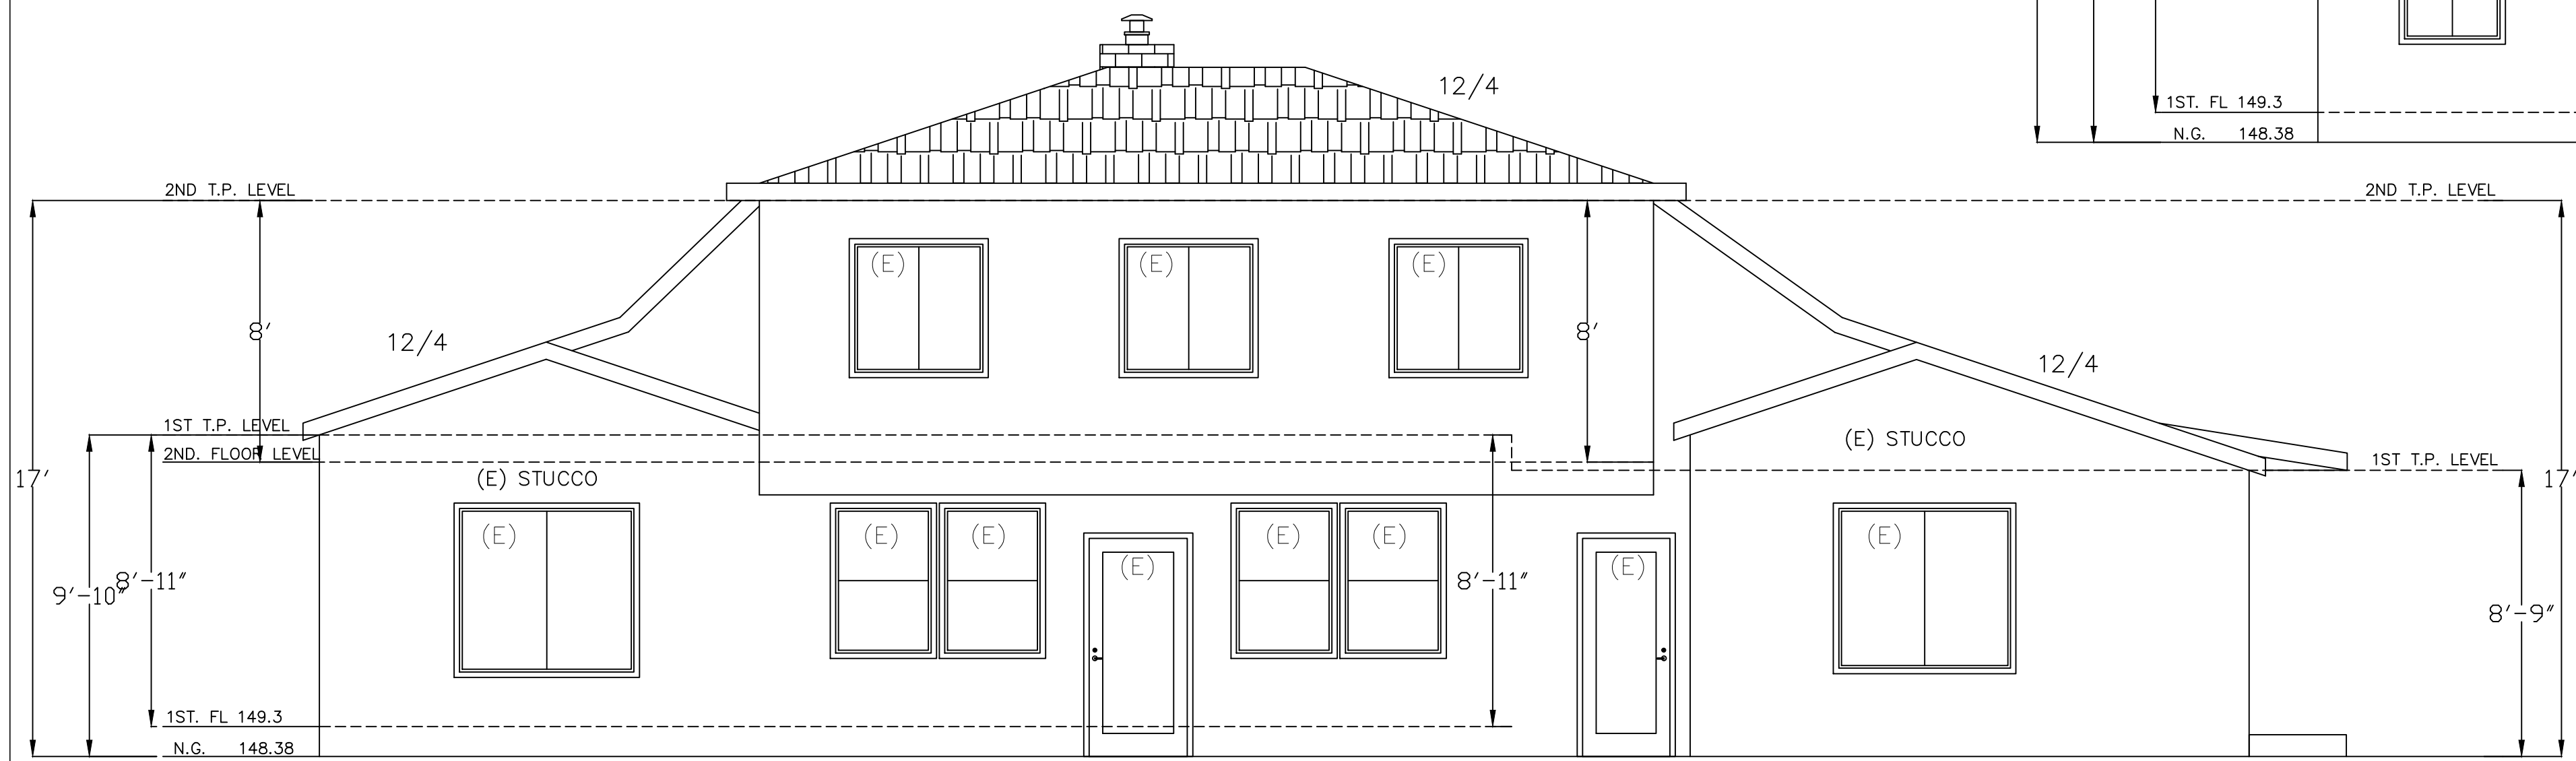 12/4
1ST. FL 149.3
N.G. 148.38
2ND T.P. LEVEL
2ND T.P. LEVEL
(E)
(E)
(E)
8'
8'
12/4
12/4
1ST T.P. LEVEL
2ND. FLOOR LEVEL
(E) STUCCO
1ST T.P. LEVEL
17'
(E) STUCCO
17'
(E)
(E)
(E)
(E)
(E)
(E)
(E)
(E)
8'-11"
9'-10"
8'-11"
8'-9"
1ST. FL 149.3
N.G. 148.38